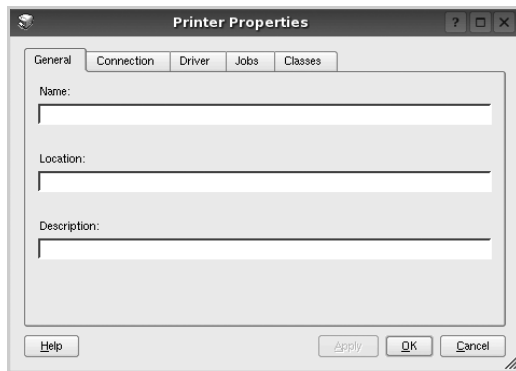 Printer Properties
?
X
General Connection Driver Jobs Classes
Name:
Location:
Description:
Help Apply OK Cancel